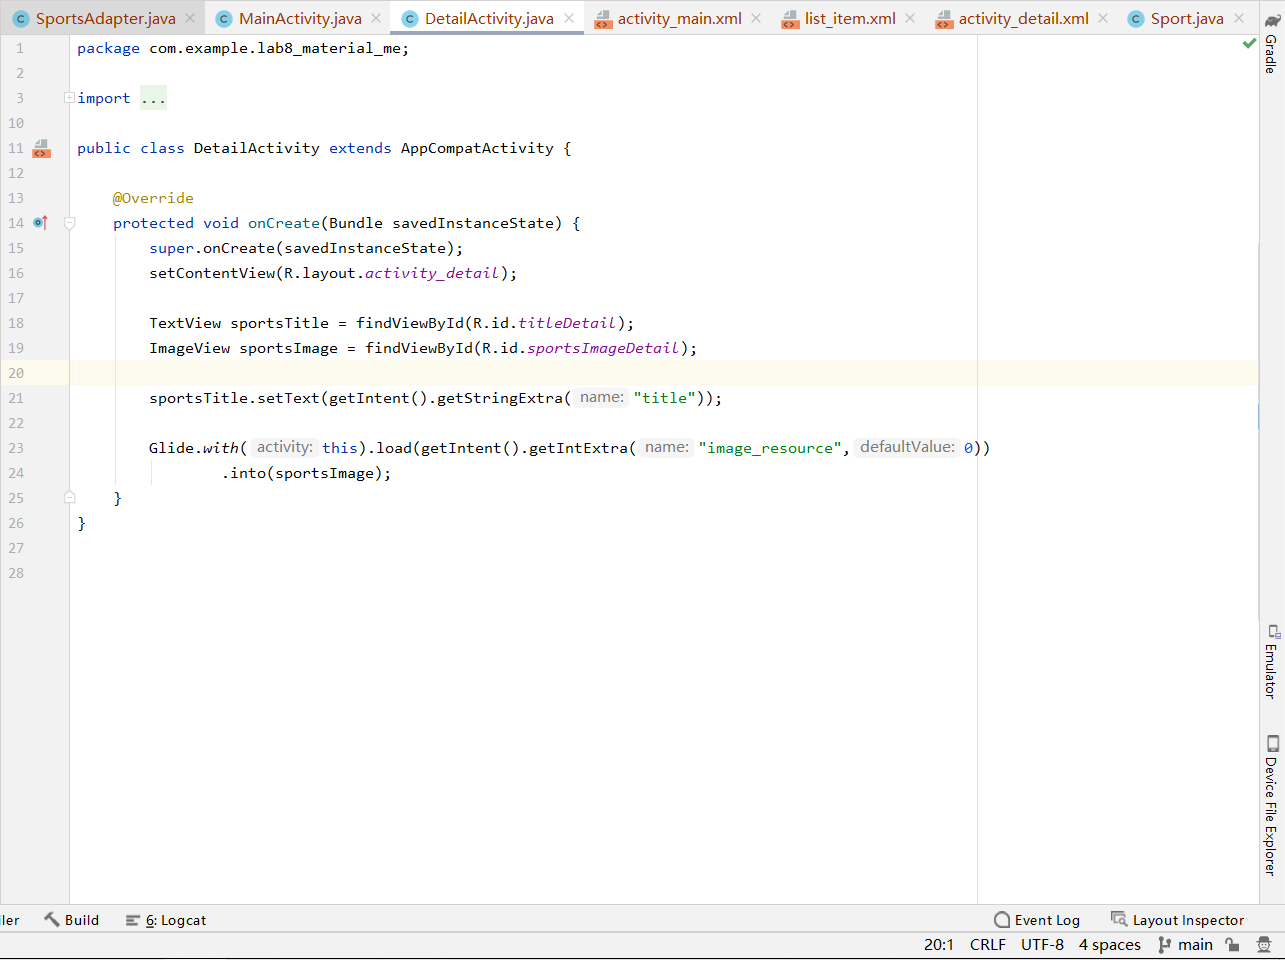 SportsAdapter.java MainActivity.java DetailActivity.java activity_main.xml list_item.xml activity_detail.xml Sport.java
1 package com.example.lab8_material_me;
2
3 import ...
10
11 public class DetailActivity extends AppCompatActivity {
12
13 @Override
14 protected void onCreate(Bundle savedInstanceState) {
15 super.onCreate(savedInstanceState);
16 setContentView(R.layout.activity_detail);
17
18 TextView sportsTitle = findViewById(R.id.titleDetail);
19 ImageView sportsImage = findViewById(R.id.sportsImageDetail);
20
21 sportsTitle.setText(getIntent().getStringExtra( name: "title"));
22
23 Glide.with( activity: this).load(getIntent().getIntExtra( name: "image_resource", defaultValue: 0))
24 .into(sportsImage);
25 }
26 }
27
28
Gradle
Emulator
Device File Explorer
ler Build 6: Logcat Event Log Layout Inspector
20:1 CRLF UTF-8 4 spaces main